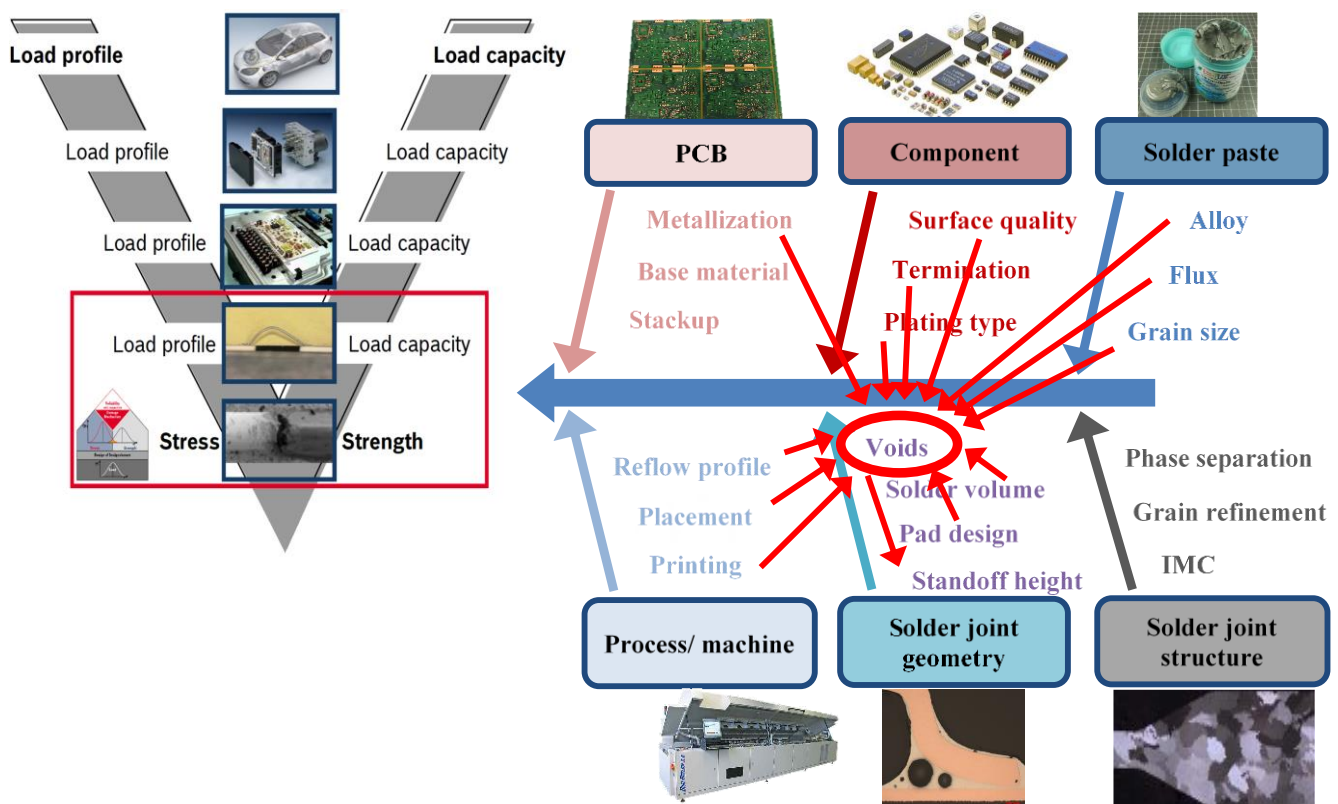 Load profile
Load capacity
Load profile
Load capacity
Load profile
Load capacity
Load profile
Load capacity
Stress
Strength
PCB
Component
Solder paste
Metallization
Base material
Stackup
Surface quality
Termination
Plating type
Alloy
Flux
Grain size
Voids
Reflow profile
Placement
Printing
Solder volume
Pad design
Standoff height
Phase separation
Grain refinement
IMC
Process/ machine
Solder joint
geometry
Solder joint
structure